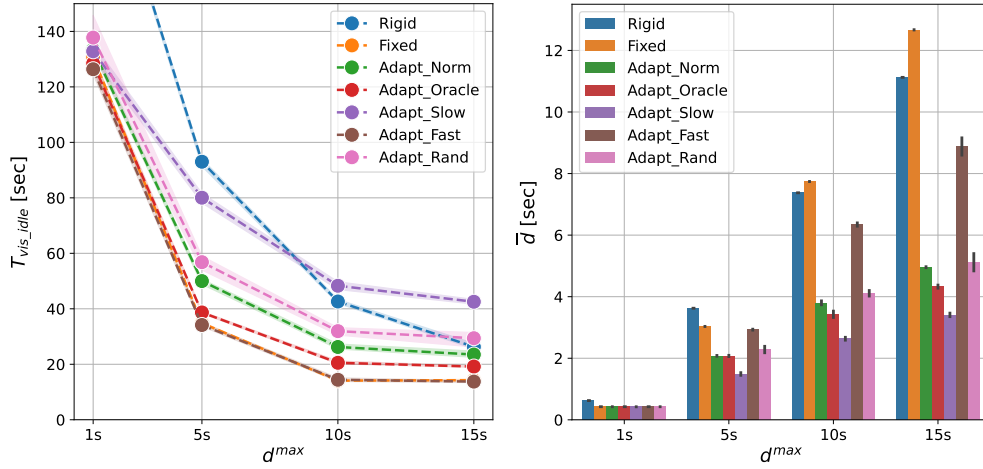 140
120
100
80
60
40
20
0
T_{vis_idle} [sec]
1s
5s
10s
15s
d^{max}
Rigid
Fixed
Adapt_Norm
Adapt_Oracle
Adapt_Slow
Adapt_Fast
Adapt_Rand
12
10
8
6
4
2
0
d̅ [sec]
1s
5s
10s
15s
d^{max}
Rigid
Fixed
Adapt_Norm
Adapt_Oracle
Adapt_Slow
Adapt_Fast
Adapt_Rand